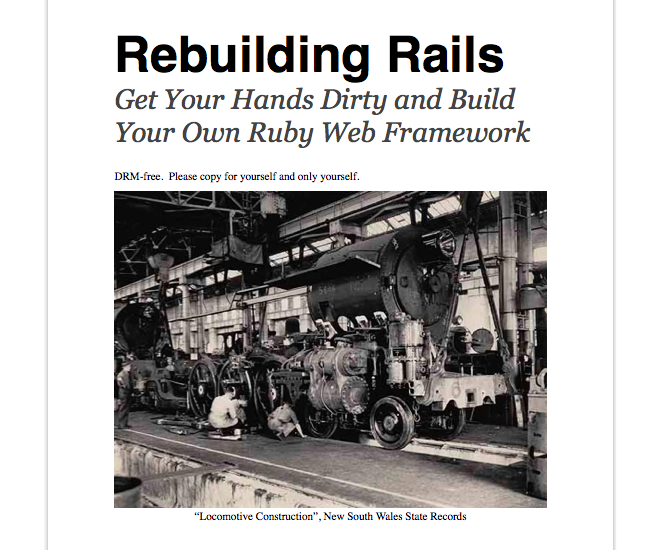 Rebuilding Rails
Get Your Hands Dirty and Build
Your Own Ruby Web Framework
DRM-free.  Please copy for yourself and only yourself.
“Locomotive Construction”, New South Wales State Records